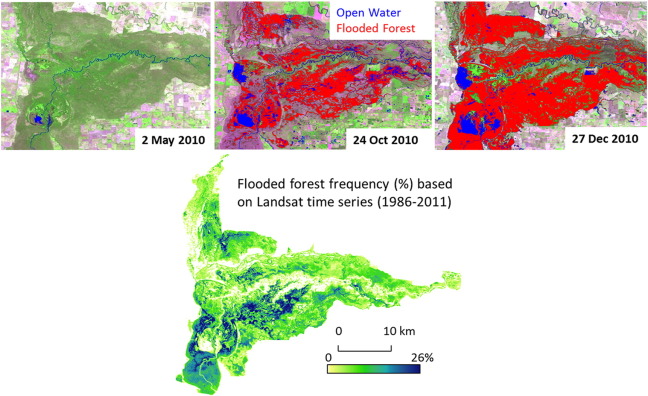 Open Water
Flooded Forest
2 May 2010
24 Oct 2010
27 Dec 2010
Flooded forest frequency (%) based
on Landsat time series (1986-2011)
0 10 km
0 26%